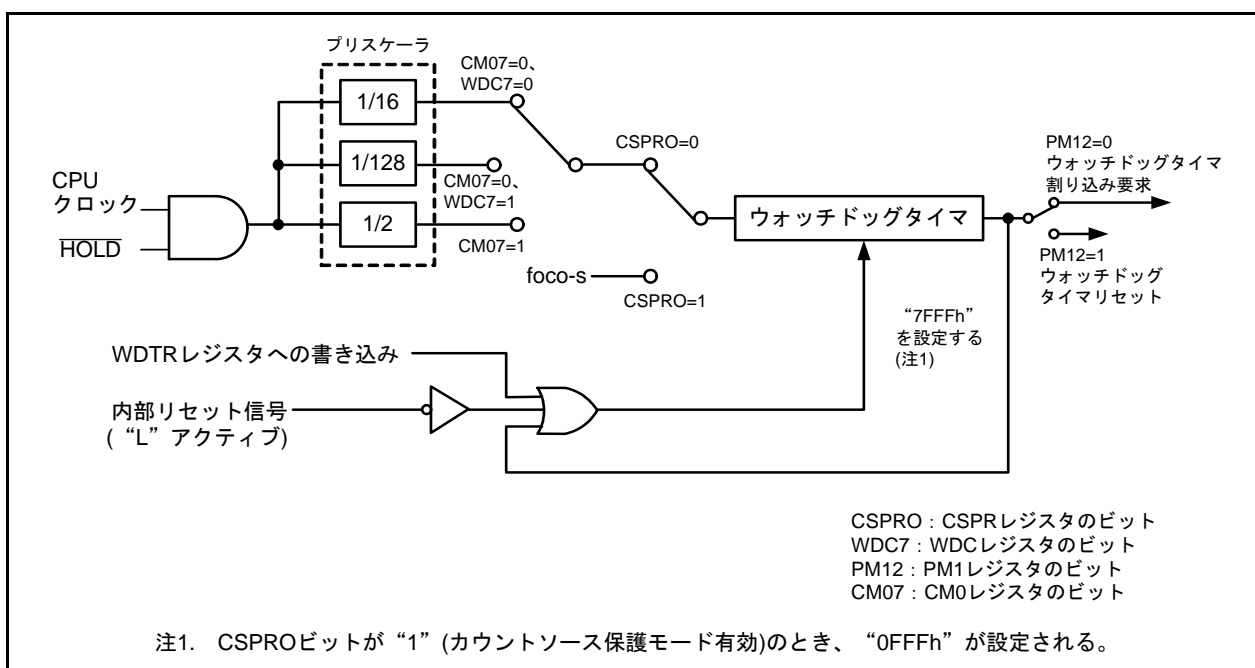 プリスケーラ
CM07=0、
WDC7=0
1/16
CSPRO=0
PM12=0
ウォッチドッグタイマ
割り込み要求
1/128
CM07=0、
WDC7=1
CPU
クロック
HOLD
1/2
CM07=1
ウォッチドッグタイマ
PM12=1
ウォッチドッグ
タイマリセット
foco-s
CSPRO=1
“7FFFh”
を設定する
(注1)
WDTRレジスタへの書き込み
内部リセット信号
( “L” アクティブ)
CSPRO:CSPRレジスタのビット
WDC7:WDCレジスタのビット
PM12:PM1レジスタのビット
CM07:CM0レジスタのビット
注1. CSPROビットが“1”(カウントソース保護モード有効)のとき、“0FFFh”が設定される。